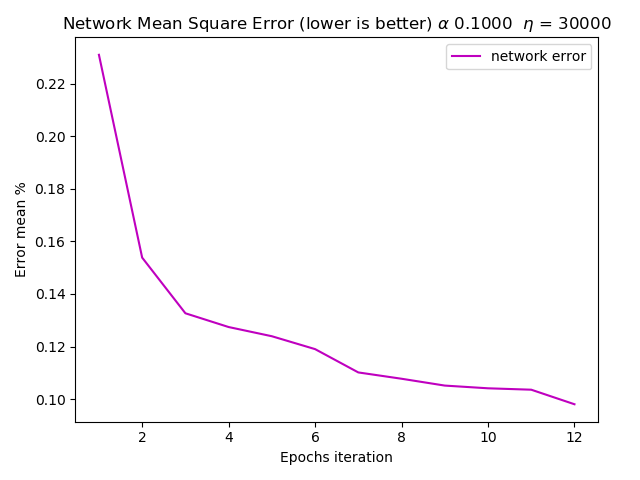 Network Mean Square Error (lower is better) α 0.1000 η = 30000
network error
Error mean %
0.22
0.20
0.18
0.16
0.14
0.12
0.10
2 4 6 8 10 12
Epochs iteration